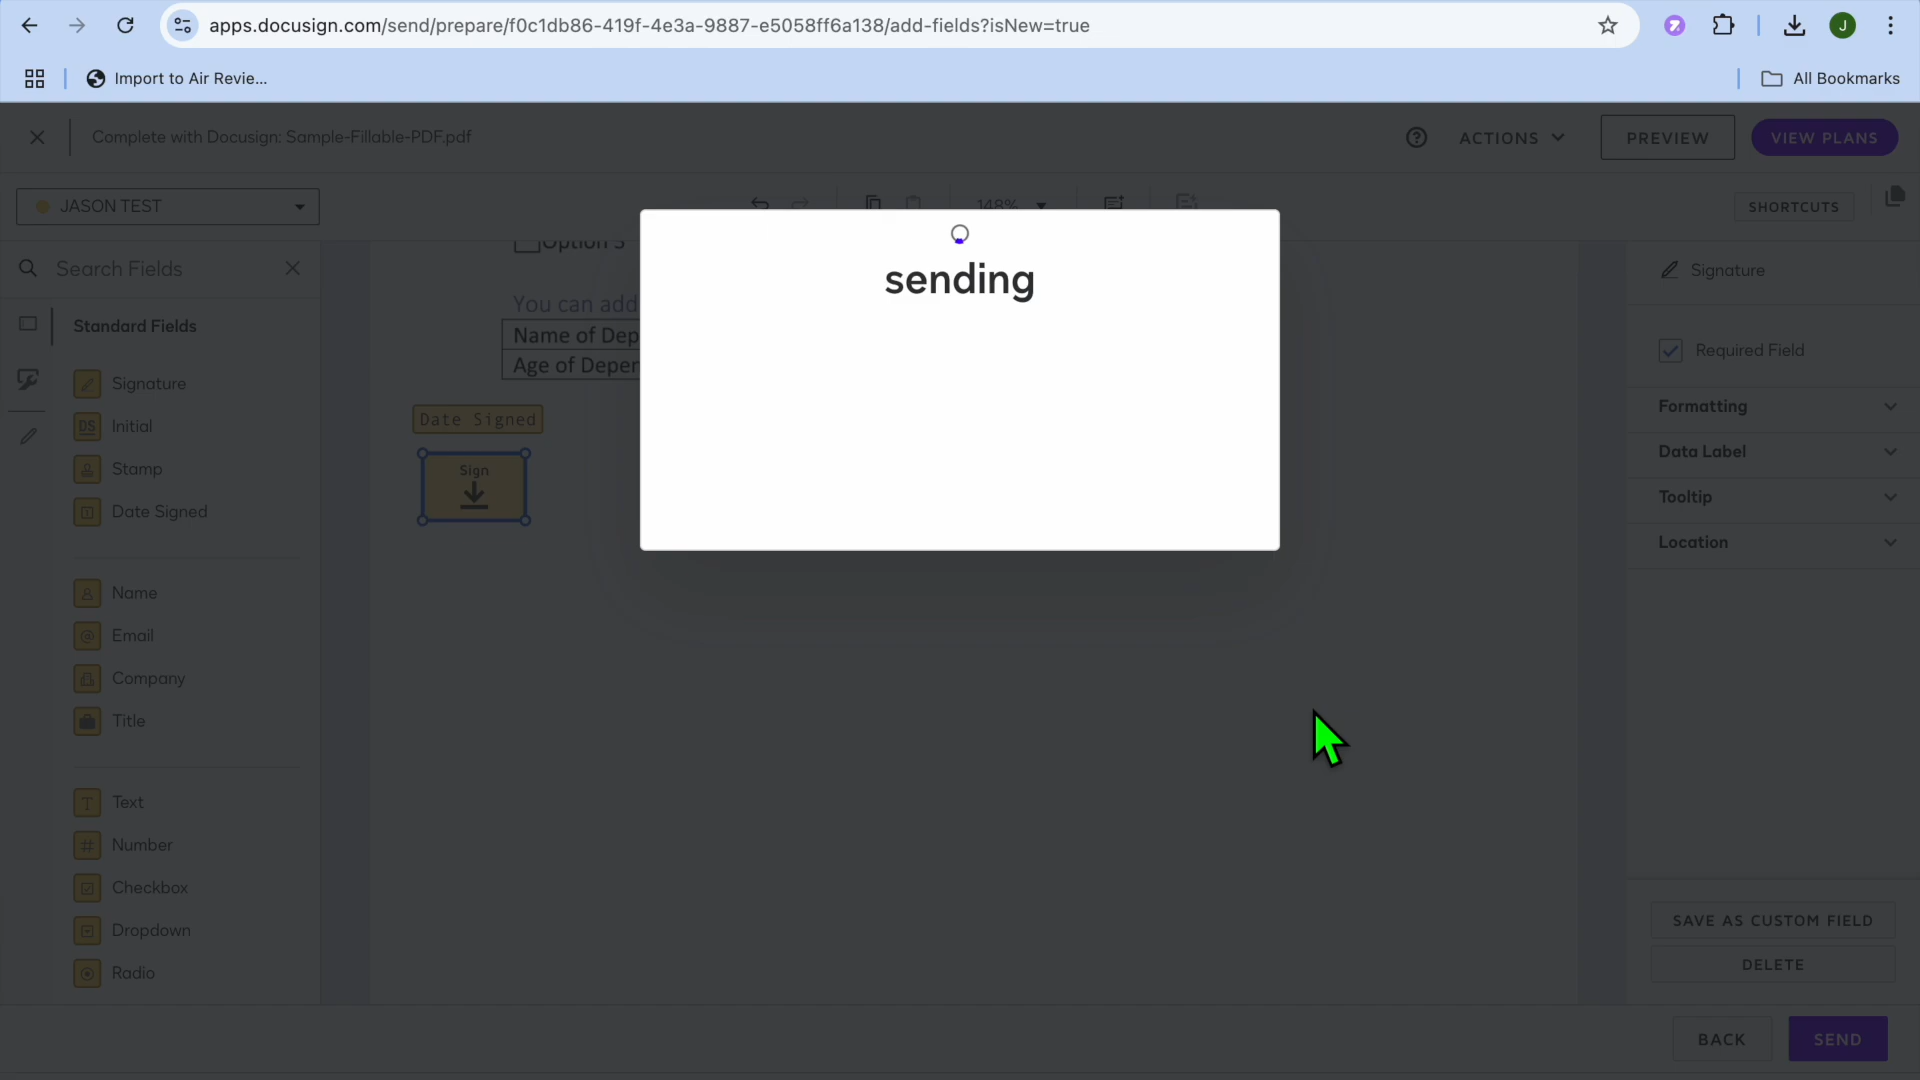 apps.docusign.com/send/prepare/f0c1db86-419f-4e3a-9887-e5058ff6a138/add-fields?isNew=true
J
Import to Air Revie...
All Bookmarks
Complete with Docusign: Sample-Fillable-PDF.pdf
ACTIONS
PREVIEW
VIEW PLANS
JASON TEST
148%
SHORTCUTS
Search Fields
Standard Fields
Signature
DS
Initial
Stamp
Date Signed
Name
Email
Company
Title
Text
Number
Checkbox
Dropdown
Radio
Option 3
You can add
Name of Dep
Age of Deper
Date Signed
Sign
sending
Signature
Required Field
Formatting
Data Label
Tooltip
Location
SAVE AS CUSTOM FIELD
DELETE
BACK
SEND